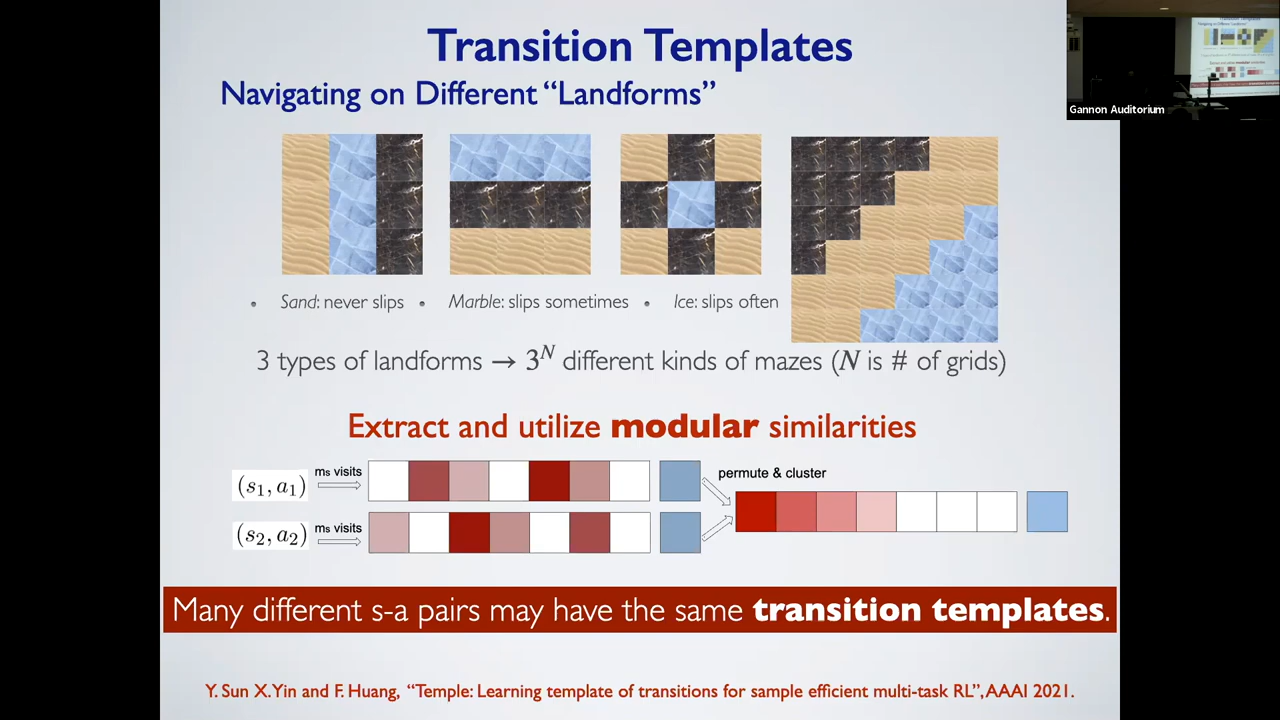 Transition Templates
Navigating on Different “Landforms”
Gannon Auditorium
• Sand: never slips • Marble: slips sometimes • Ice: slips often
3 types of landforms → 3^N different kinds of mazes (N is # of grids)
Extract and utilize modular similarities
(s₁, a₁) mₛ visits
permute & cluster
(s₂, a₂) mₛ visits
Many different s-a pairs may have the same transition templates.
Y. Sun X. Yin and F. Huang, “Temple: Learning template of transitions for sample efficient multi-task RL”, AAAI 2021.